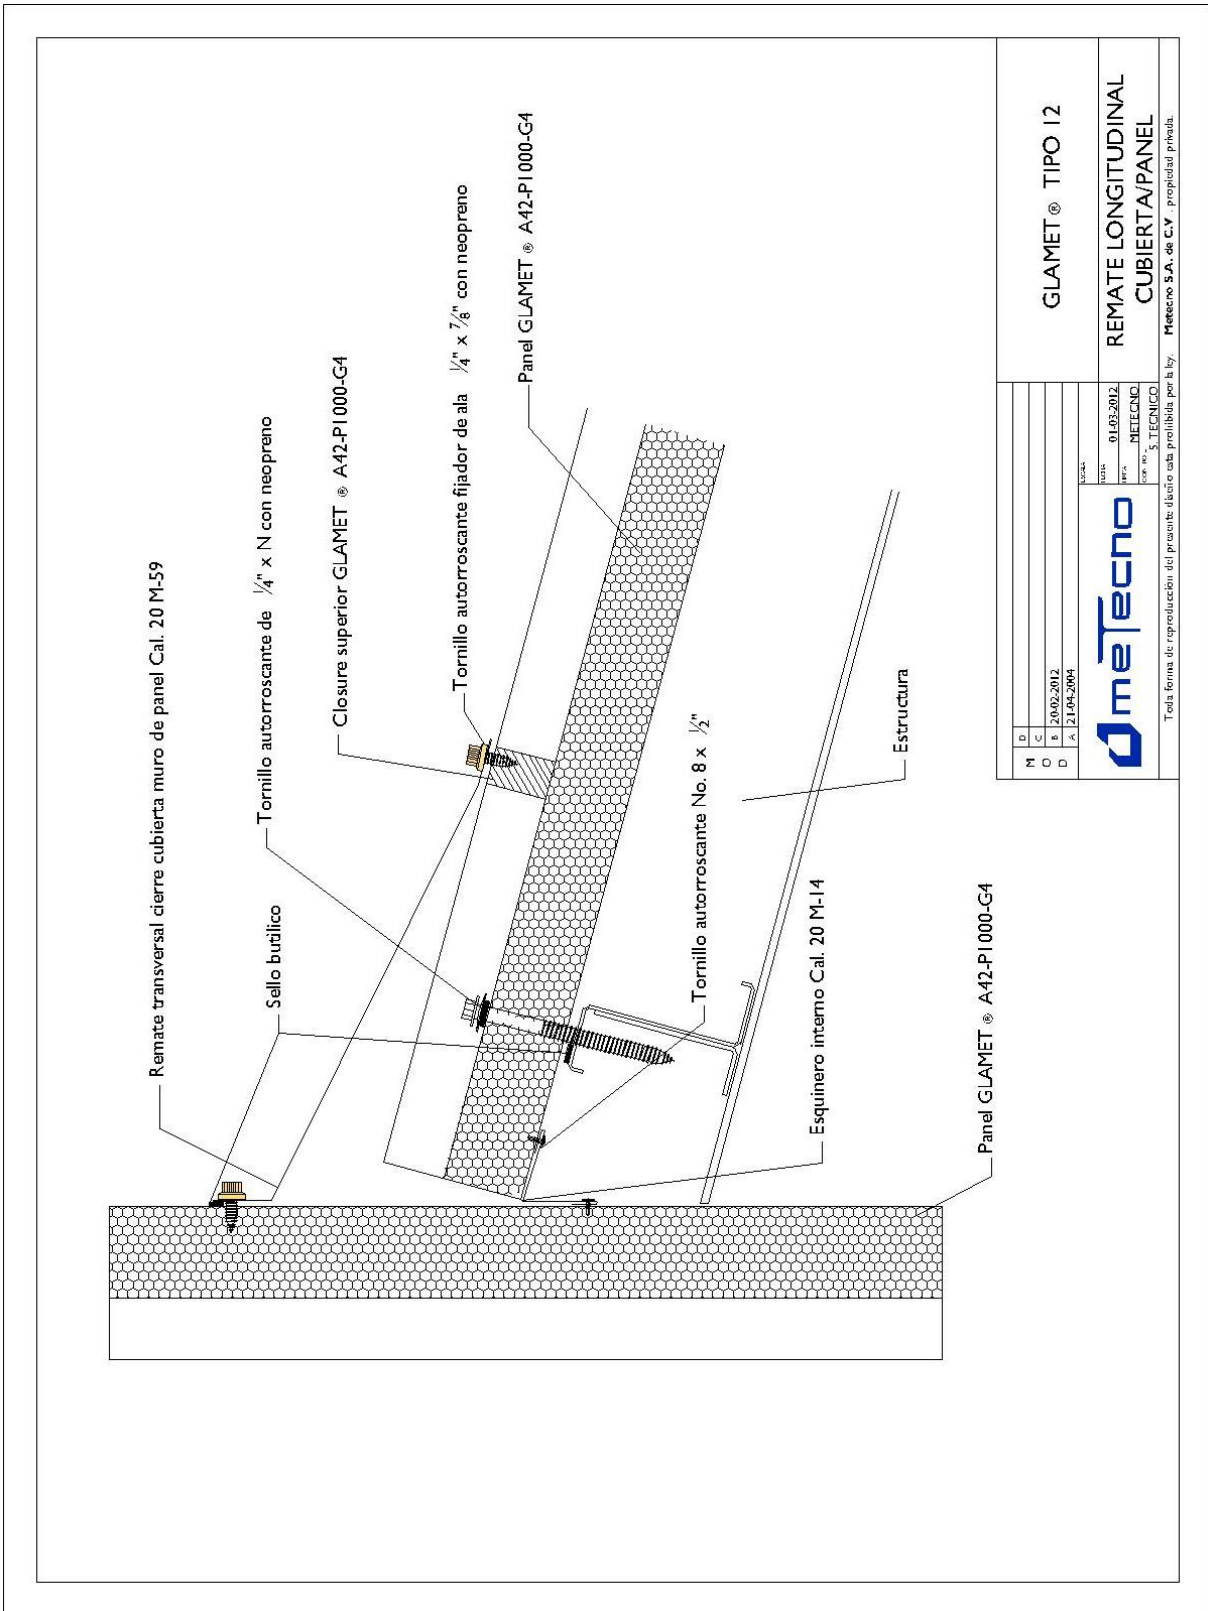 Remate transversal cierre cubierta muro de panel Cal. 20 M-59
Sello butilico
Tornillo autorroscante de ¼" x N con neopreno
Closure superior GLAMET ® A42-P1000-G4
Tornillo autorroscante fijador de ala ¼" x ⅞" con neopreno
Panel GLAMET ® A42-P1000-G4
Tornillo autorroscante No. 8 x ½"
Esquinero interno Cal. 20 M-14
Estructura
Panel GLAMET ® A42-P1000-G4
M
O
D
D
C
B 20-02-2012
A 21-04-2004
GLAMET ® TIPO 12
meTecno
ESCALA
FECHA 01-03-2012
METECNO
S. TECNICO
REMATE LONGITUDINAL
CUBIERTA/PANEL
Toda forma de reproducción del presente diseño esta prohibida por la ley. Metecno S.A. de C.V. . propiedad privada.